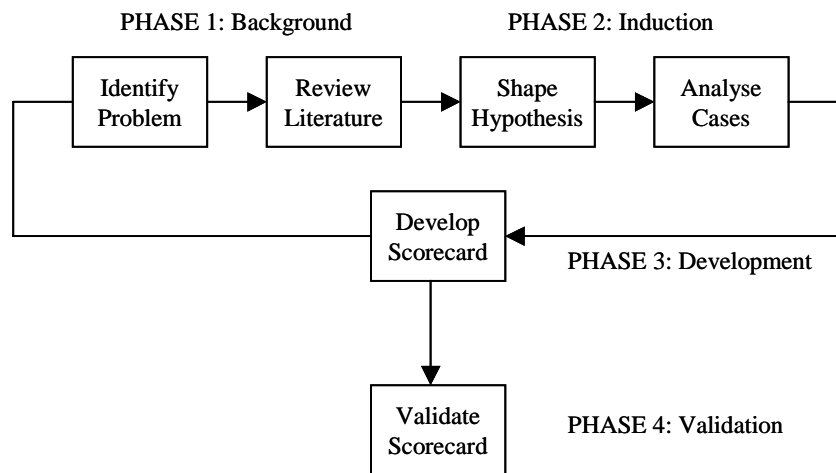 PHASE 1: Background
PHASE 2: Induction
Identify
Problem
Review
Literature
Shape
Hypothesis
Analyse
Cases
Develop
Scorecard
PHASE 3: Development
Validate
Scorecard
PHASE 4: Validation